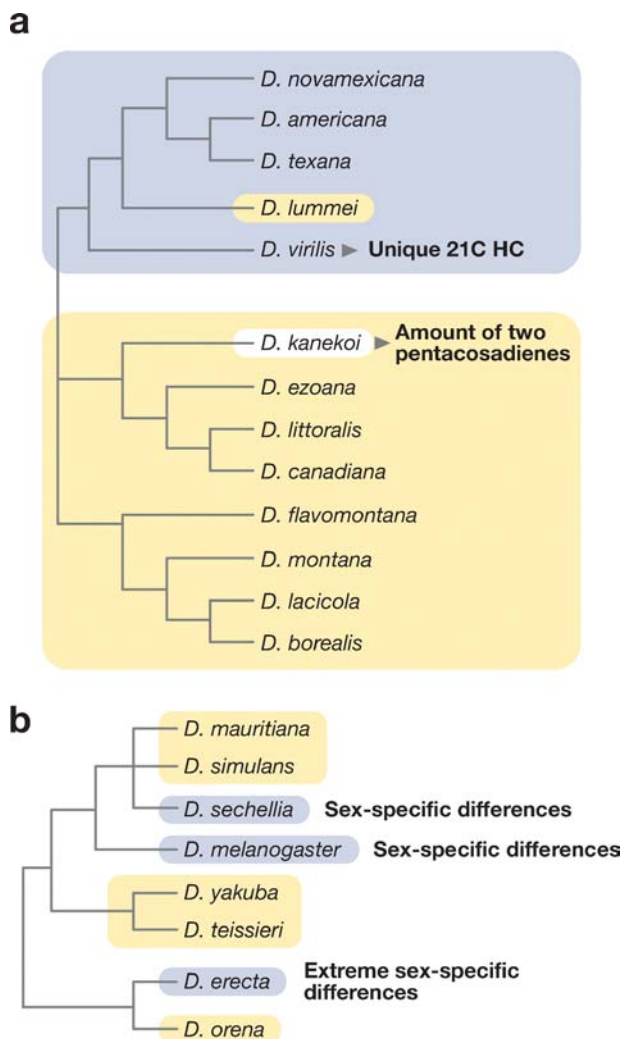 a
D. novamexicana
D. americana
D. texana
D. lummei
D. virilis ▶ Unique 21C HC
D. kanekoi ▶ Amount of two
pentacosadienes
D. ezoana
D. littoralis
D. canadiana
D. flavomontana
D. montana
D. lacicola
D. borealis
b
D. mauritiana
D. simulans
D. sechellia Sex-specific differences
D. melanogaster Sex-specific differences
D. yakuba
D. teissieri
D. erecta Extreme sex-specific
differences
D. orena